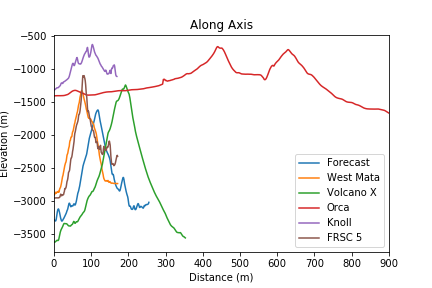 Along Axis
Elevation (m)
−500
−1000
−1500
−2000
−2500
−3000
−3500
0 100 200 300 400 500 600 700 800 900
Distance (m)
Forecast
West Mata
Volcano X
Orca
Knoll
FRSC 5